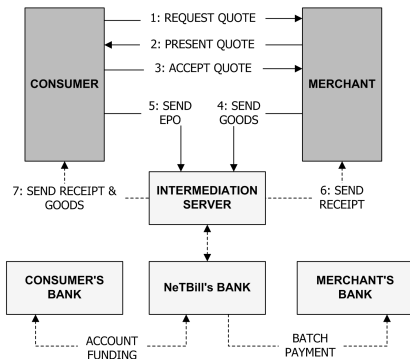 1: REQUEST QUOTE
2: PRESENT QUOTE
3: ACCEPT QUOTE
CONSUMER
MERCHANT
5: SEND
EPO
4: SEND
GOODS
7: SEND RECEIPT &
GOODS
INTERMEDIATION
SERVER
6: SEND
RECEIPT
CONSUMER'S
BANK
NeTBill's BANK
MERCHANT'S
BANK
ACCOUNT
FUNDING
BATCH
PAYMENT